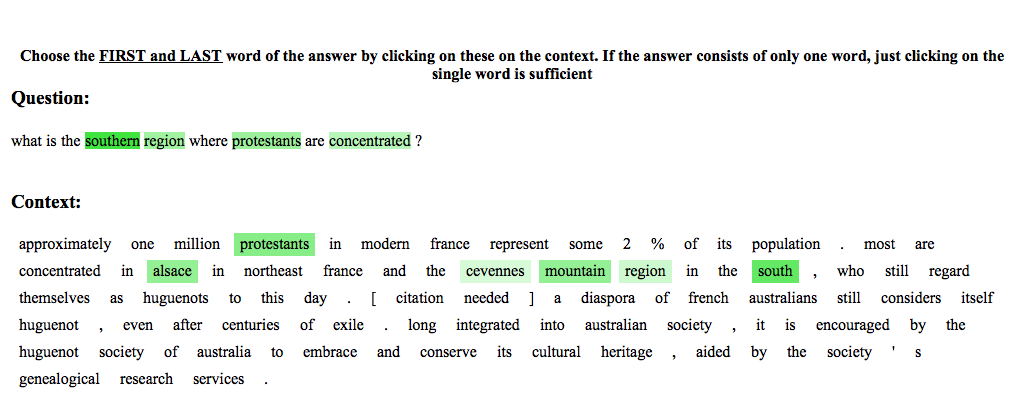 Choose the FIRST and LAST word of the answer by clicking on these on the context. If the answer consists of only one word, just clicking on the
single word is sufficient
Question:
what is the southern region where protestants are concentrated ?
Context:
approximately one million protestants in modern france represent some 2 % of its population . most are
concentrated in alsace in northeast france and the cevennes mountain region in the south , who still regard
themselves as huguenots to this day . [ citation needed ] a diaspora of french australians still considers itself
huguenot , even after centuries of exile . long integrated into australian society , it is encouraged by the
huguenot society of australia to embrace and conserve its cultural heritage , aided by the society ' s
genealogical research services .